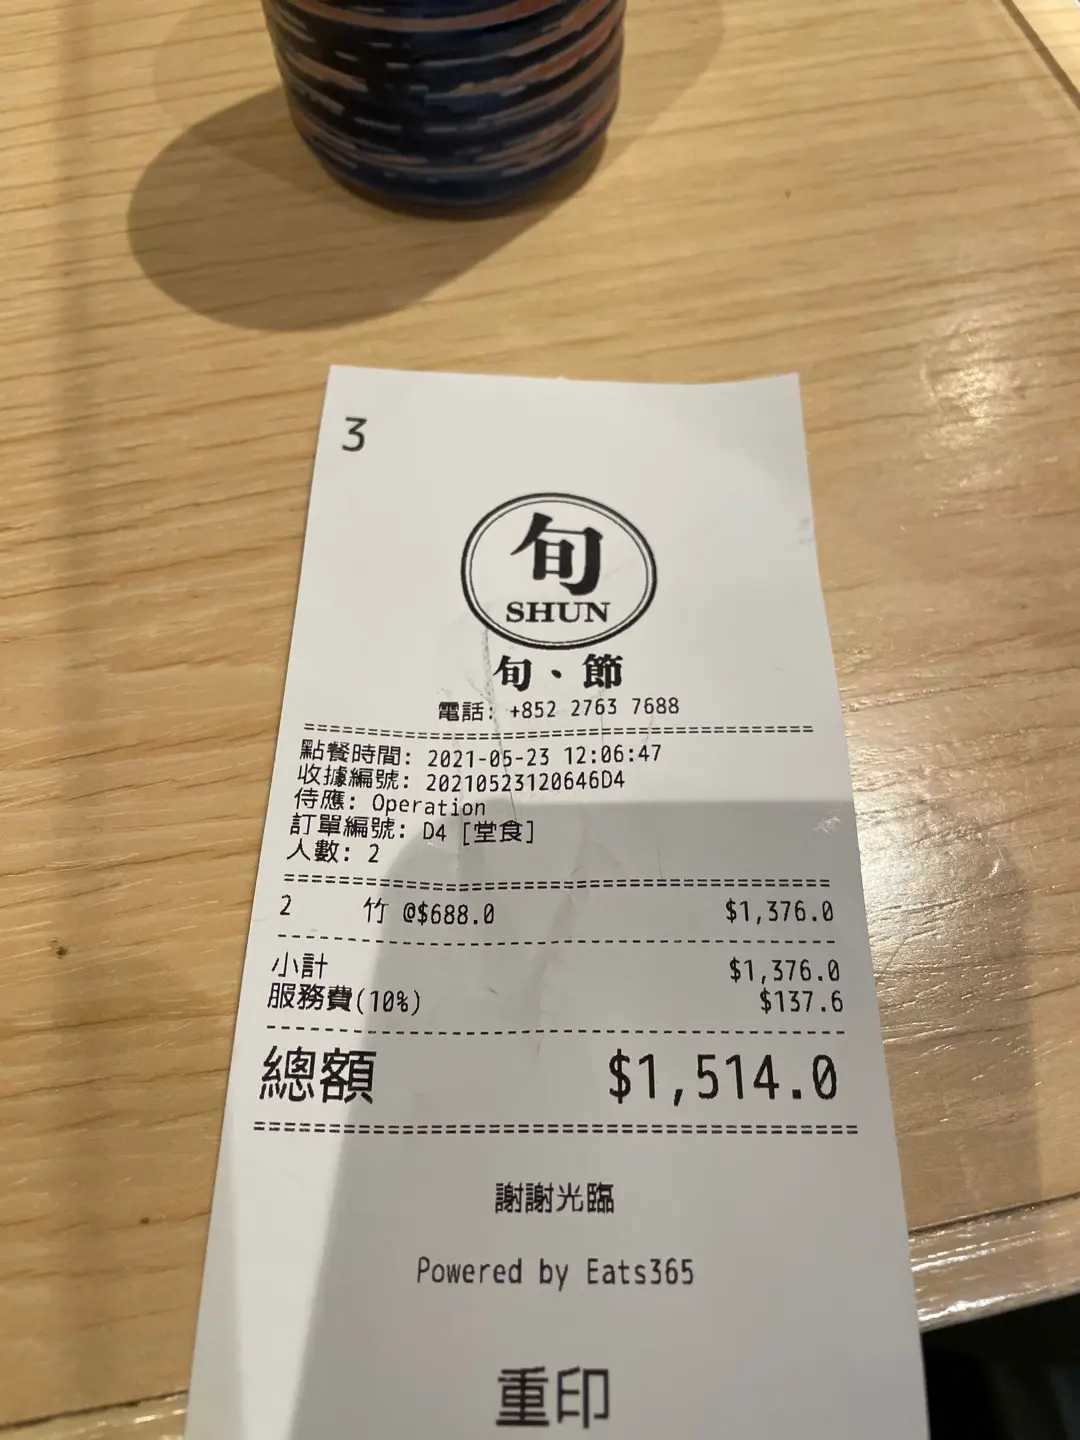 3
旬
SHUN
旬、節
電話: +852 2763 7688
點餐時間: 2021-05-23 12:06:47
收據編號: 20210523120646D4
侍應: Operation
訂單編號: D4 [堂食]
人數: 2
2 竹 @$688.0 $1,376.0
小計 $1,376.0
服務費(10%) $137.6
總額 $1,514.0
謝謝光臨
Powered by Eats365
重印